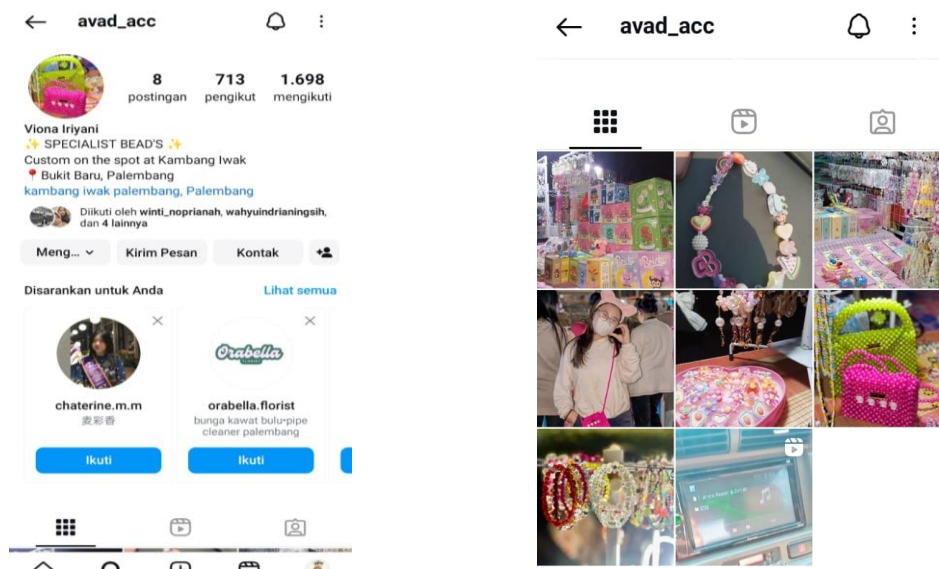 avad_acc
8 713 1.698
postingan pengikut mengikuti
Viona Iriyani
✨ SPECIALIST BEAD'S ✨
Custom on the spot at Kambang Iwak
📍Bukit Baru, Palembang
kambang iwak palembang, Palembang
Diikuti oleh winti_noprianah, wahyuindrianingsih,
dan 4 lainnya
Meng... Kirim Pesan Kontak
Disarankan untuk Anda Lihat semua
Orabella
chaterine.m.m
麦彩香
Ikuti
orabella.florist
bunga kawat bulu-pipe
cleaner palembang
Ikuti
avad_acc